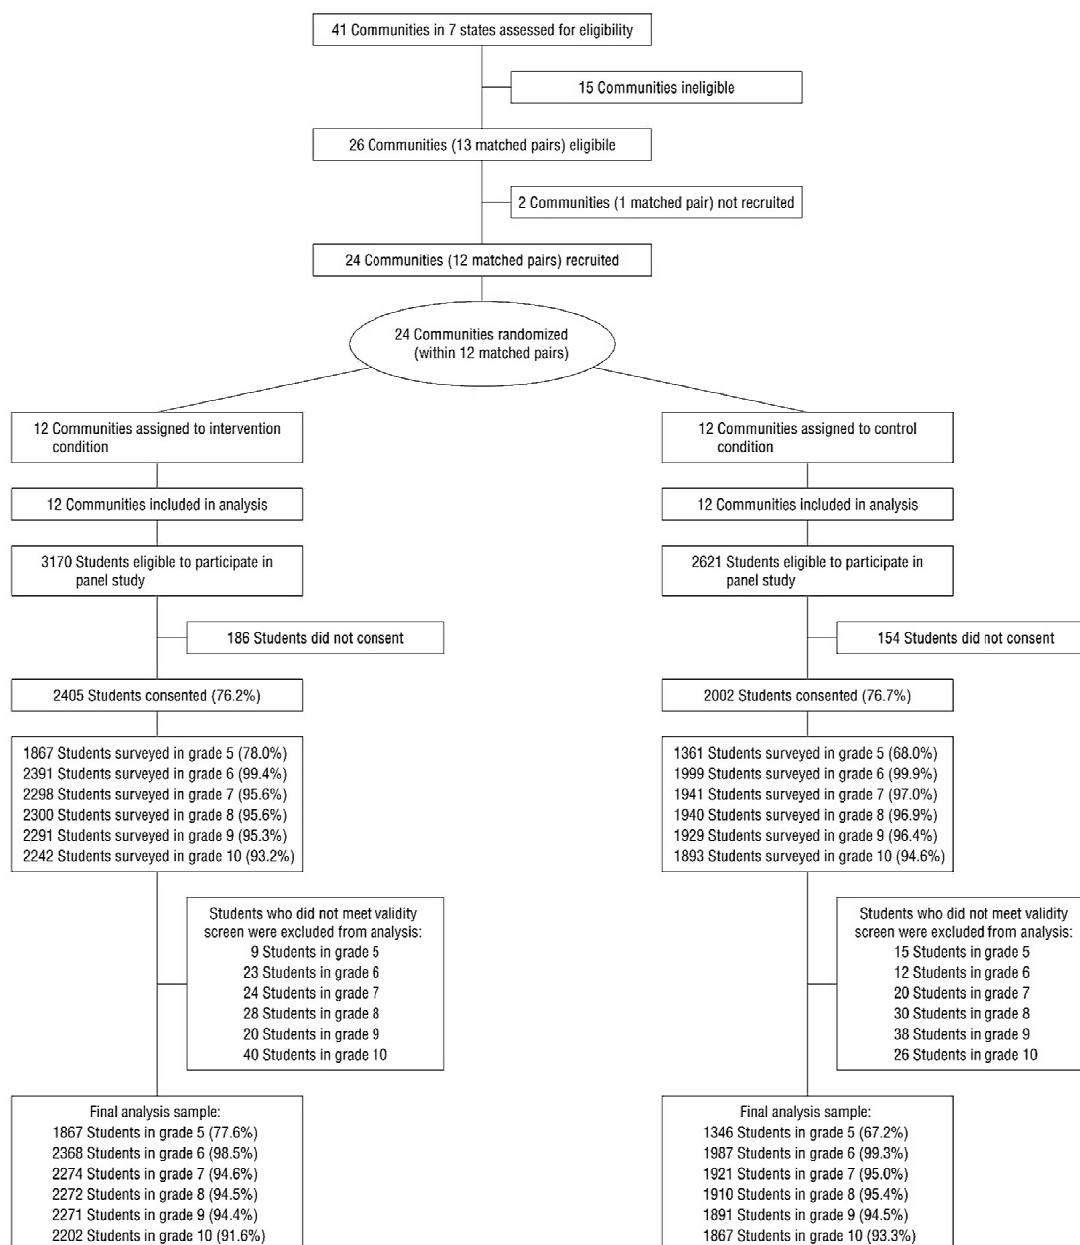 41 Communities in 7 states assessed for eligibility
15 Communities ineligible
26 Communities (13 matched pairs) eligibile
2 Communities (1 matched pair) not recruited
24 Communities (12 matched pairs) recruited
24 Communities randomized
(within 12 matched pairs)
12 Communities assigned to intervention
condition
12 Communities included in analysis
3170 Students eligible to participate in
panel study
186 Students did not consent
2405 Students consented (76.2%)
1867 Students surveyed in grade 5 (78.0%)
2391 Students surveyed in grade 6 (99.4%)
2298 Students surveyed in grade 7 (95.6%)
2300 Students surveyed in grade 8 (95.6%)
2291 Students surveyed in grade 9 (95.3%)
2242 Students surveyed in grade 10 (93.2%)
Students who did not meet validity
screen were excluded from analysis:
9 Students in grade 5
23 Students in grade 6
24 Students in grade 7
28 Students in grade 8
20 Students in grade 9
40 Students in grade 10
Final analysis sample:
1867 Students in grade 5 (77.6%)
2368 Students in grade 6 (98.5%)
2274 Students in grade 7 (94.6%)
2272 Students in grade 8 (94.5%)
2271 Students in grade 9 (94.4%)
2202 Students in grade 10 (91.6%)
12 Communities assigned to control
condition
12 Communities included in analysis
2621 Students eligible to participate in
panel study
154 Students did not consent
2002 Students consented (76.7%)
1361 Students surveyed in grade 5 (68.0%)
1999 Students surveyed in grade 6 (99.9%)
1941 Students surveyed in grade 7 (97.0%)
1940 Students surveyed in grade 8 (96.9%)
1929 Students surveyed in grade 9 (96.4%)
1893 Students surveyed in grade 10 (94.6%)
Students who did not meet validity
screen were excluded from analysis:
15 Students in grade 5
12 Students in grade 6
20 Students in grade 7
30 Students in grade 8
38 Students in grade 9
26 Students in grade 10
Final analysis sample:
1346 Students in grade 5 (67.2%)
1987 Students in grade 6 (99.3%)
1921 Students in grade 7 (95.0%)
1910 Students in grade 8 (95.4%)
1891 Students in grade 9 (94.5%)
1867 Students in grade 10 (93.3%)